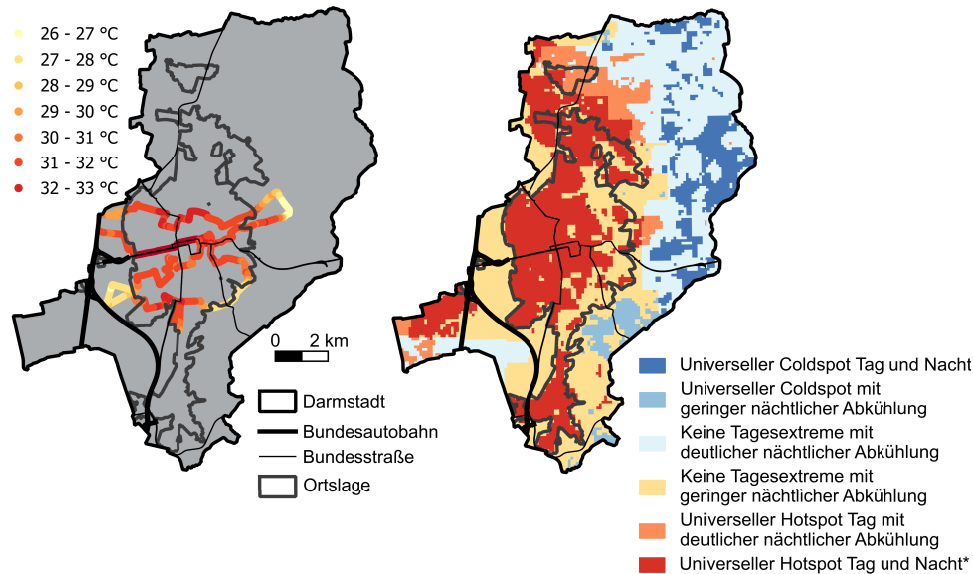 26 - 27 °C
27 - 28 °C
28 - 29 °C
29 - 30 °C
30 - 31 °C
31 - 32 °C
32 - 33 °C
0 2 km
Darmstadt
Bundesautobahn
Bundesstraße
Ortslage
Universeller Coldspot Tag und Nacht
Universeller Coldspot mit
geringer nächtlicher Abkühlung
Keine Tagesextreme mit
deutlicher nächtlicher Abkühlung
Keine Tagesextreme mit
geringer nächtlicher Abkühlung
Universeller Hotspot Tag mit
deutlicher nächtlicher Abkühlung
Universeller Hotspot Tag und Nacht*